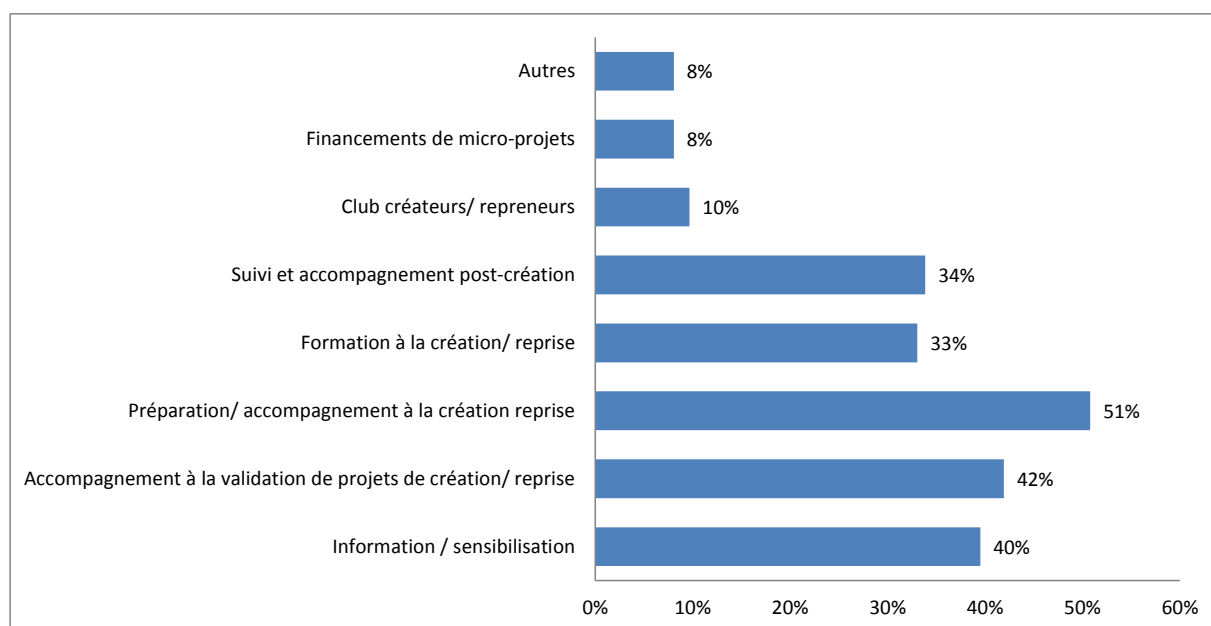 Autres 8%
Financements de micro-projets 8%
Club créateurs/ repreneurs 10%
Suivi et accompagnement post-création 34%
Formation à la création/ reprise 33%
Préparation/ accompagnement à la création reprise 51%
Accompagnement à la validation de projets de création/ reprise 42%
Information / sensibilisation 40%
0% 10% 20% 30% 40% 50% 60%